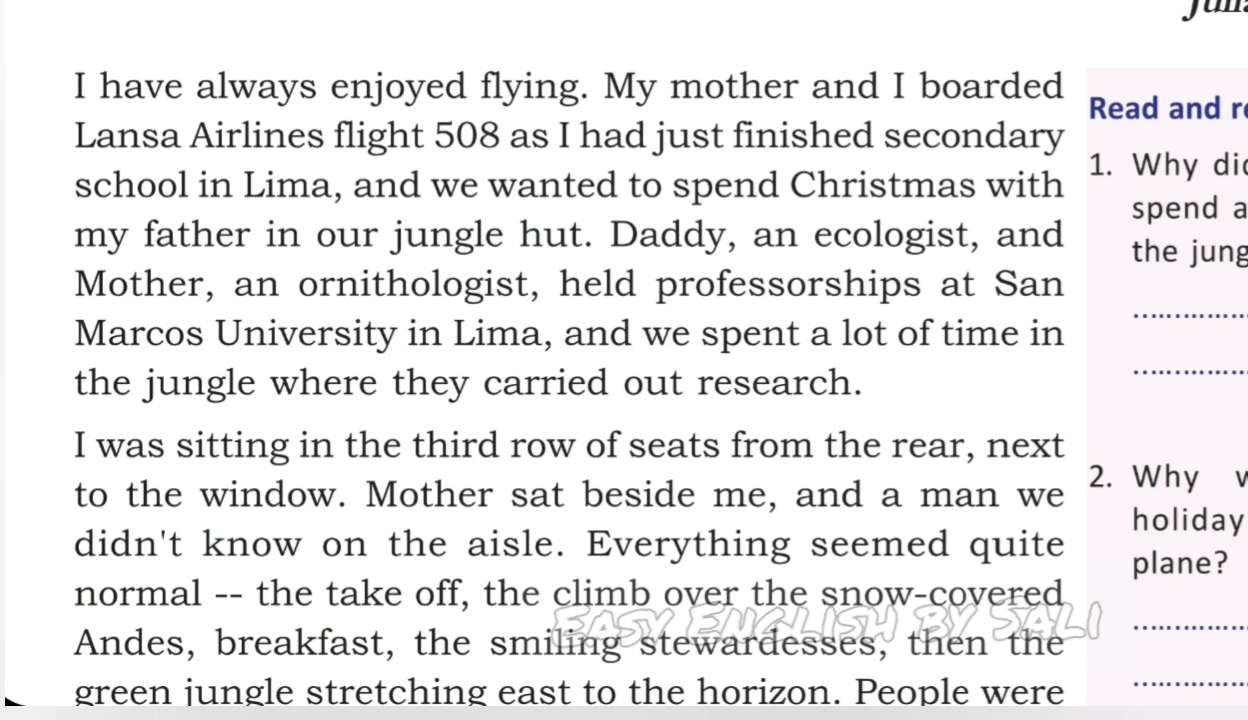 I have always enjoyed flying. My mother and I boarded
Lansa Airlines flight 508 as I had just finished secondary
school in Lima, and we wanted to spend Christmas with
my father in our jungle hut. Daddy, an ecologist, and
Mother, an ornithologist, held professorships at San
Marcos University in Lima, and we spent a lot of time in
the jungle where they carried out research.
I was sitting in the third row of seats from the rear, next
to the window. Mother sat beside me, and a man we
didn't know on the aisle. Everything seemed quite
normal -- the take off, the climb over the snow-covered
Andes, breakfast, the smiling stewardesses, then the
green jungle stretching east to the horizon. People were
EASY ENGLISH BY SALI
Read and
1. Why
spend
the
2. Why
holiday
plane?